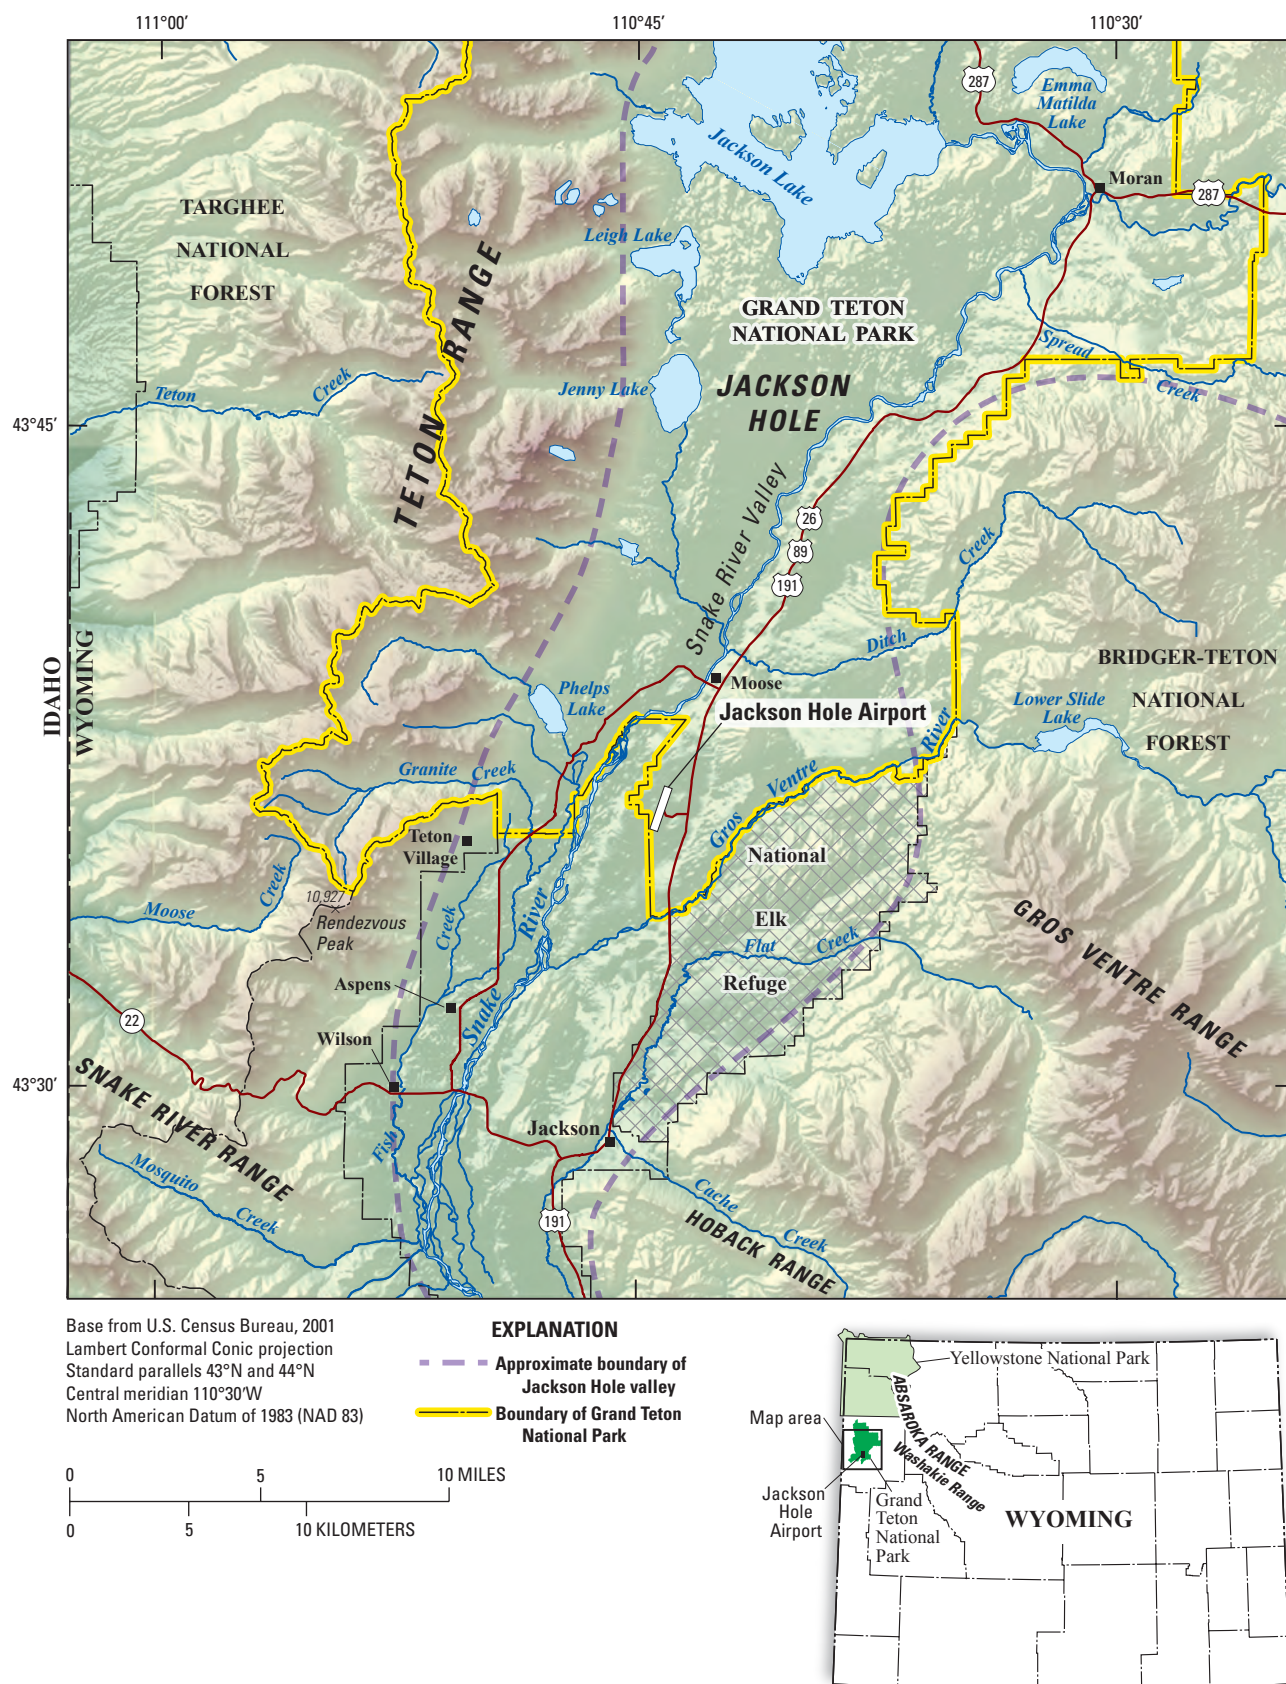 111°00'
110°45'
110°30'
287
Emma
Matilda
Lake
Jackson Lake
Moran
287
TARGHEE
NATIONAL
FOREST
Leigh Lake
TETON RANGE
GRAND TETON
NATIONAL PARK
Spread
Creek
Jenny Lake
JACKSON
HOLE
Teton
Creek
43°45'
Snake River Valley
26
89
191
Creek
Ditch
IDAHO
WYOMING
BRIDGER-TETON
NATIONAL
FOREST
Phelps
Lake
Moose
Jackson Hole Airport
Lower Slide
Lake
Granite Creek
Gros Ventre River
Teton
Village
National
Elk
Refuge
Moose
Creek
10,927
Rendezvous
Peak
Creek
River
Flat Creek
GROS VENTRE RANGE
Aspens
Snake
22
Wilson
43°30'
SNAKE RIVER RANGE
Jackson
Fish
Mosquito
Creek
Cache
Creek
191
HOBACK RANGE
Base from U.S. Census Bureau, 2001
Lambert Conformal Conic projection
Standard parallels 43°N and 44°N
Central meridian 110°30'W
North American Datum of 1983 (NAD 83)
EXPLANATION
Approximate boundary of
Jackson Hole valley
Boundary of Grand Teton
National Park
0 5 10 MILES
0 5 10 KILOMETERS
Yellowstone National Park
ABSAROKA RANGE
Washakie Range
Map area
Jackson
Hole
Airport
Grand
Teton
National
Park
WYOMING